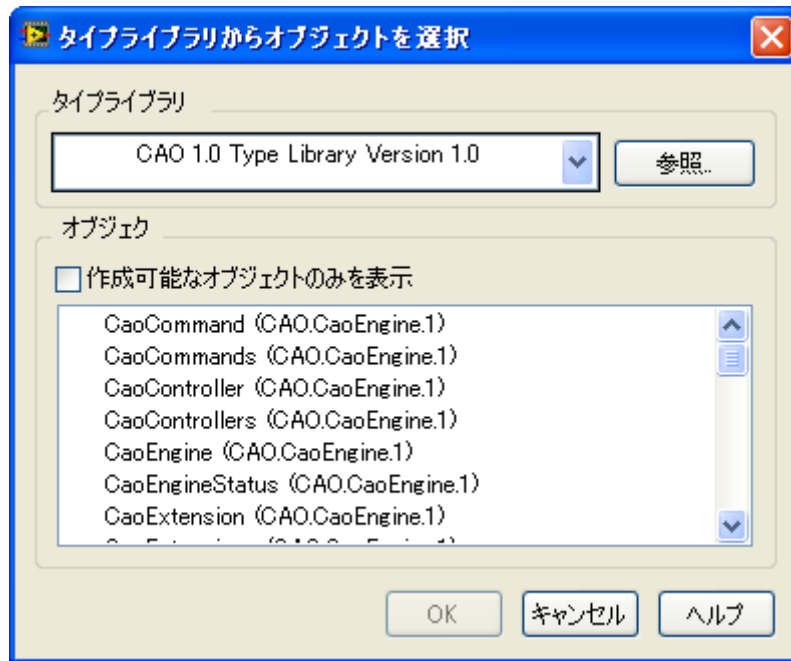 タイプライブラリからオブジェクトを選択
タイプライブラリ
CAO 1.0 Type Library Version 1.0
参照..
オブジェク
作成可能なオブジェクトのみを表示
CaoCommand (CAO.CaoEngine.1)
CaoCommands (CAO.CaoEngine.1)
CaoController (CAO.CaoEngine.1)
CaoControllers (CAO.CaoEngine.1)
CaoEngine (CAO.CaoEngine.1)
CaoEngineStatus (CAO.CaoEngine.1)
CaoExtension (CAO.CaoEngine.1)
OK
キャンセル
ヘルプ